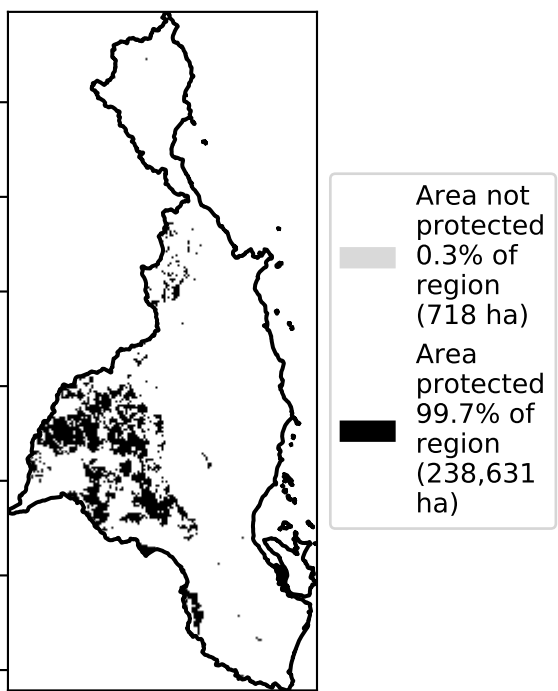 Area not
protected
0.3% of
region
(718 ha)
Area
protected
99.7% of
region
(238,631
ha)